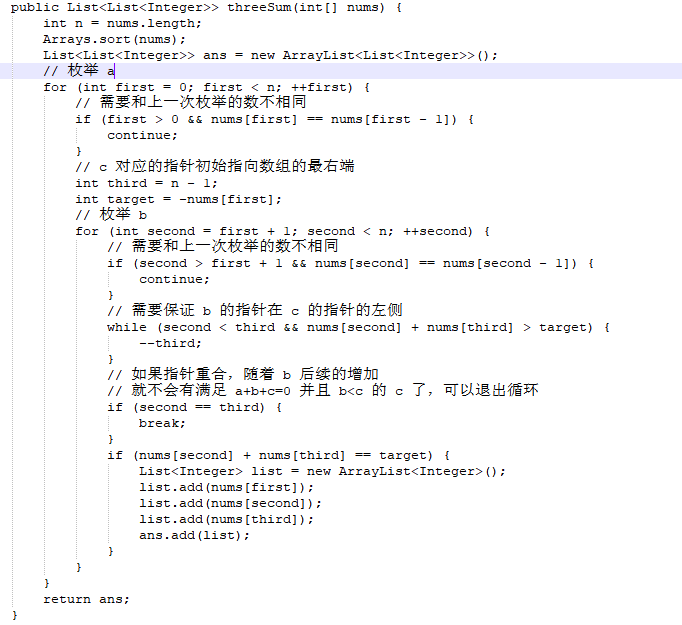 public List<List<Integer>> threeSum(int[] nums) {
    int n = nums.length;
    Arrays.sort(nums);
    List<List<Integer>> ans = new ArrayList<List<Integer>>();
    // 枚举 a
    for (int first = 0; first < n; ++first) {
        // 需要和上一次枚举的数不相同
        if (first > 0 && nums[first] == nums[first - 1]) {
            continue;
        }
        // c 对应的指针初始指向数组的最右端
        int third = n - 1;
        int target = -nums[first];
        // 枚举 b
        for (int second = first + 1; second < n; ++second) {
            // 需要和上一次枚举的数不相同
            if (second > first + 1 && nums[second] == nums[second - 1]) {
                continue;
            }
            // 需要保证 b 的指针在 c 的指针的左侧
            while (second < third && nums[second] + nums[third] > target) {
                --third;
            }
            // 如果指针重合，随着 b 后续的增加
            // 就不会有满足 a+b+c=0 并且 b<c 的 c 了，可以退出循环
            if (second == third) {
                break;
            }
            if (nums[second] + nums[third] == target) {
                List<Integer> list = new ArrayList<Integer>();
                list.add(nums[first]);
                list.add(nums[second]);
                list.add(nums[third]);
                ans.add(list);
            }
        }
    }
    return ans;
}